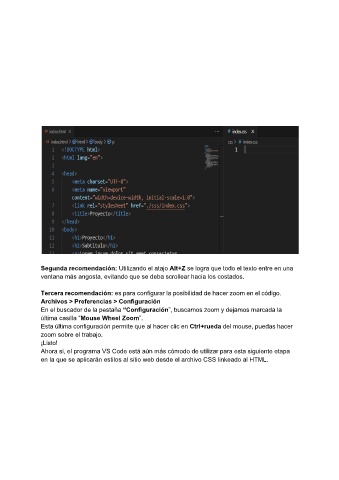 index.html ×
index.html > html > body > p
1 <!DOCTYPE html>
2 <html lang="en">
3
4 <head>
5 <meta charset="UTF-8">
6 <meta name="viewport"
content="width=device-width, initial-scale=1.0">
7 <link rel="stylesheet" href="./css/index.css">
8 <title>Proyecto</title>
9 </head>
10 <body>
11 <h1>Proyecto</h1>
12 <h2>Subtitulo</h2>
index.css ×
css > index.css
1
Segunda recomendación: Utilizando el atajo Alt+Z se logra que todo el texto entre en una
ventana más angosta, evitando que se deba scrollear hacia los costados.
Tercera recomendación: es para configurar la posibilidad de hacer zoom en el código.
Archivos > Preferencias > Configuración
En el buscador de la pestaña "Configuración", buscamos zoom y dejamos marcada la
última casilla "Mouse Wheel Zoom".
Esta última configuración permite que al hacer clic en Ctrl+rueda del mouse, puedas hacer
zoom sobre el trabajo.
¡Listo!
Ahora si, el programa VS Code está aún más cómodo de utilizar para esta siguiente etapa
en la que se aplicarán estilos al sitio web desde el archivo CSS linkeado al HTML.